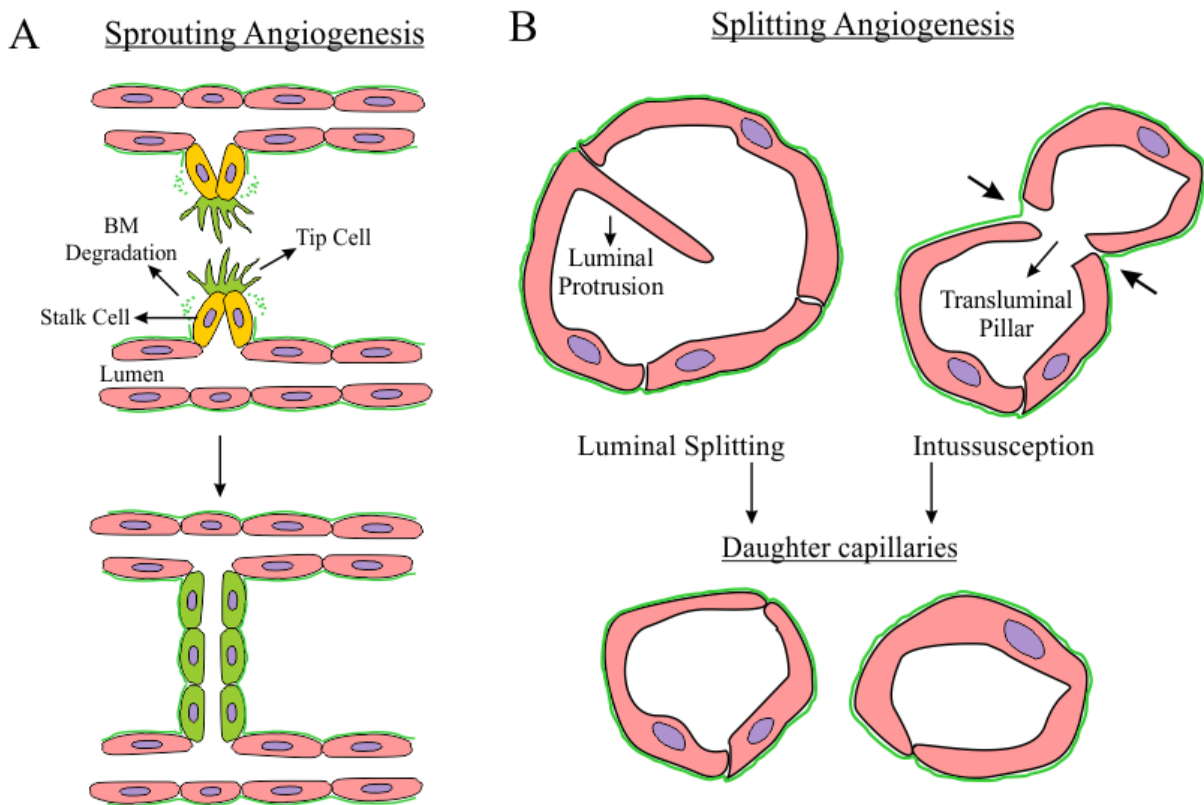 A
Sprouting Angiogenesis
BM
Degradation
Tip Cell
Stalk Cell
Lumen
B
Splitting Angiogenesis
Luminal
Protrusion
Transluminal
Pillar
Luminal Splitting
Intussusception
Daughter capillaries